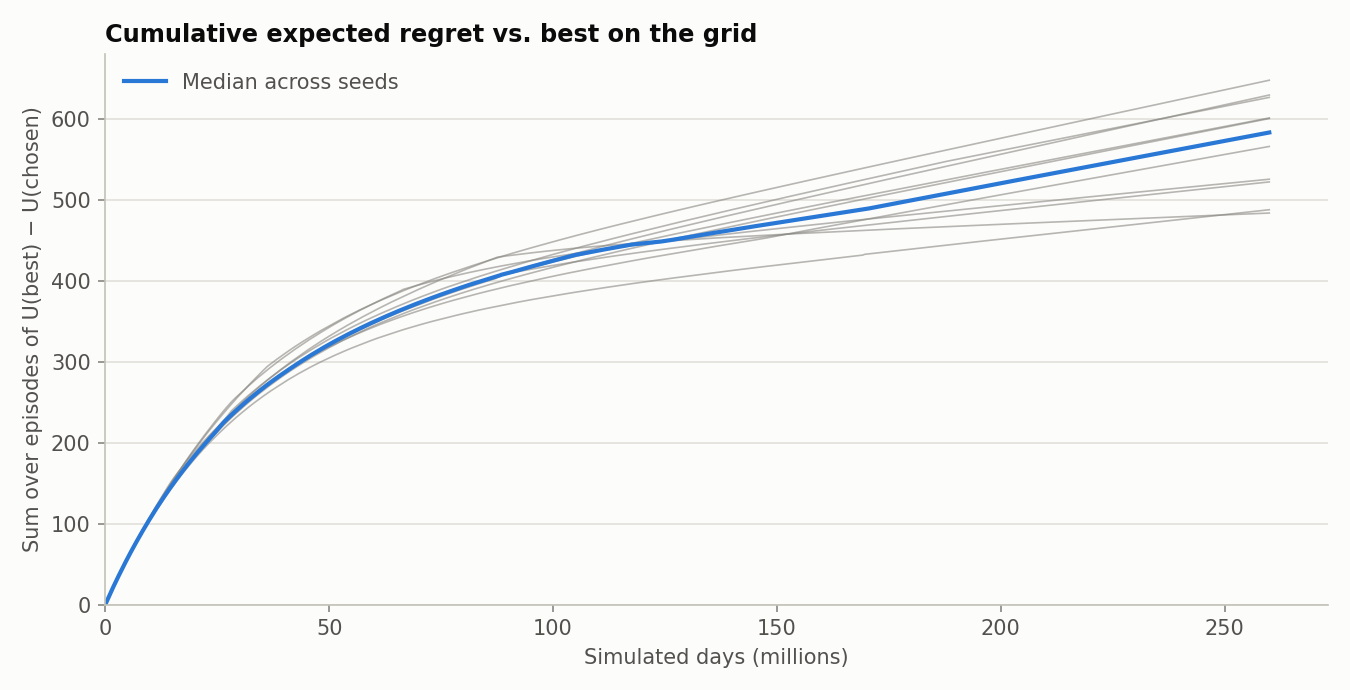 Cumulative expected regret vs. best on the grid
Median across seeds
Sum over episodes of U(best) − U(chosen)
600
500
400
300
200
100
0
0 50 100 150 200 250
Simulated days (millions)